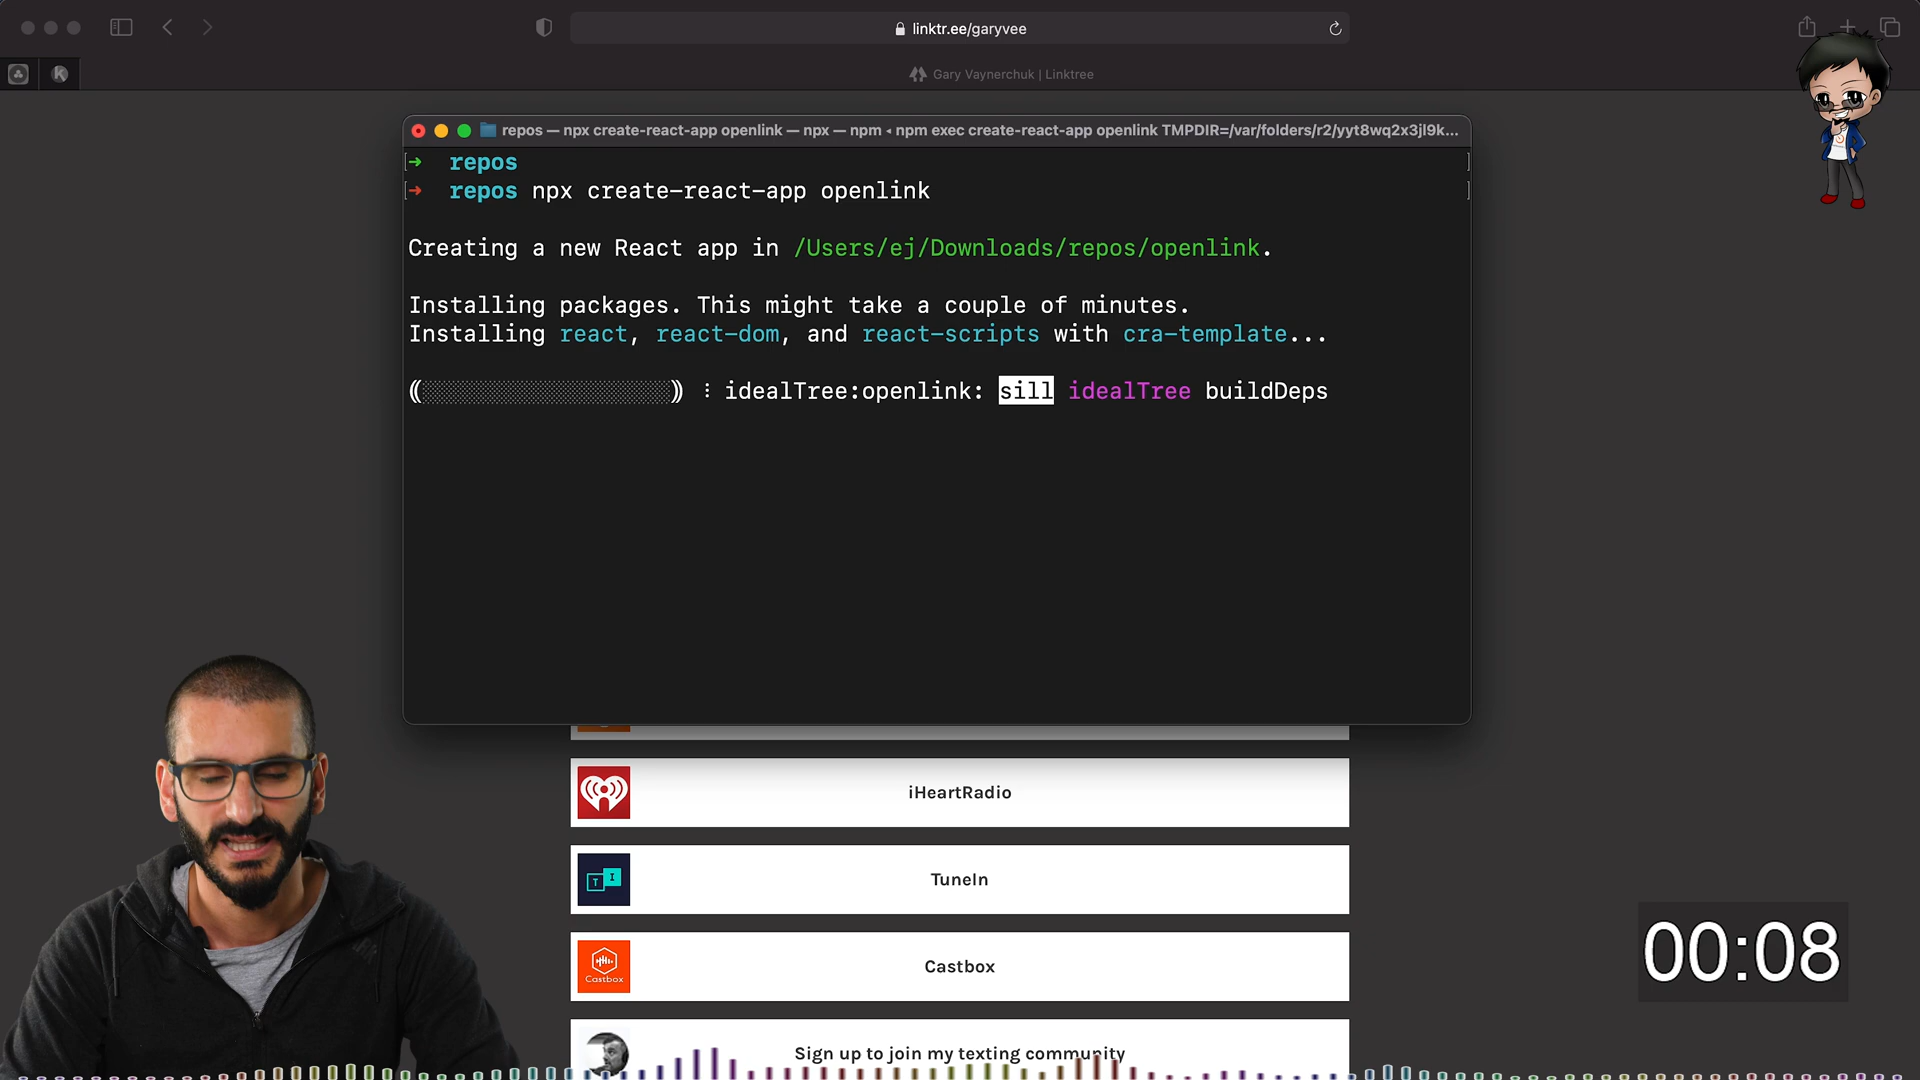 linktr.ee/garyvee
K
Gary Vaynerchuk | Linktree
repos — npx create-react-app openlink — npx — npm ◂ npm exec create-react-app openlink TMPDIR=/var/folders/r2/yyt8wq2x3jl9k...
[➜ repos ]
[➜ repos npx create-react-app openlink ]
Creating a new React app in /Users/ej/Downloads/repos/openlink.
Installing packages. This might take a couple of minutes.
Installing react, react-dom, and react-scripts with cra-template...
((░░░░░░░░░░░░░░░░░░)) ⠸ idealTree:openlink: sill idealTree buildDeps
iHeartRadio
T I
TuneIn
Castbox
Castbox
Sign up to join my texting community
00:08